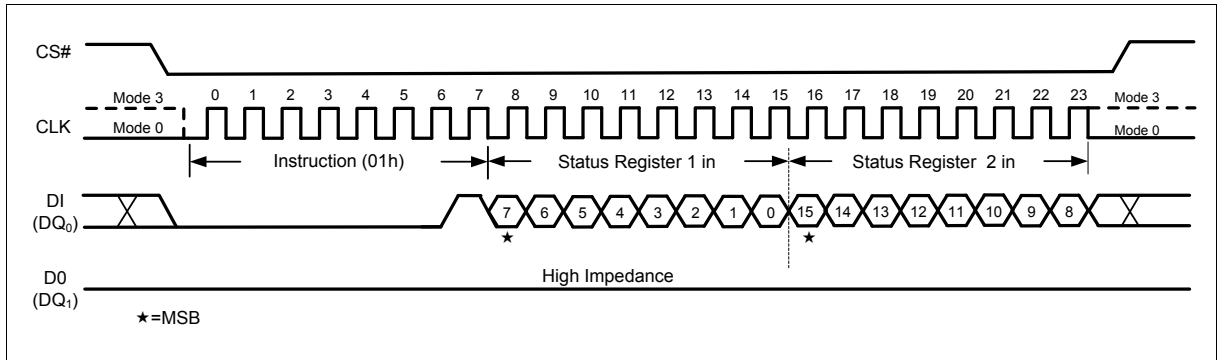 CS#
0 1 2 3 4 5 6 7 8 9 10 11 12 13 14 15 16 17 18 19 20 21 22 23
Mode 3 Mode 3
CLK
Mode 0 Mode 0
Instruction (01h) Status Register 1 in Status Register 2 in
DI
(DQ0)
7 6 5 4 3 2 1 0 15 14 13 12 11 10 9 8
★ ★
High Impedance
D0
(DQ1)
★=MSB